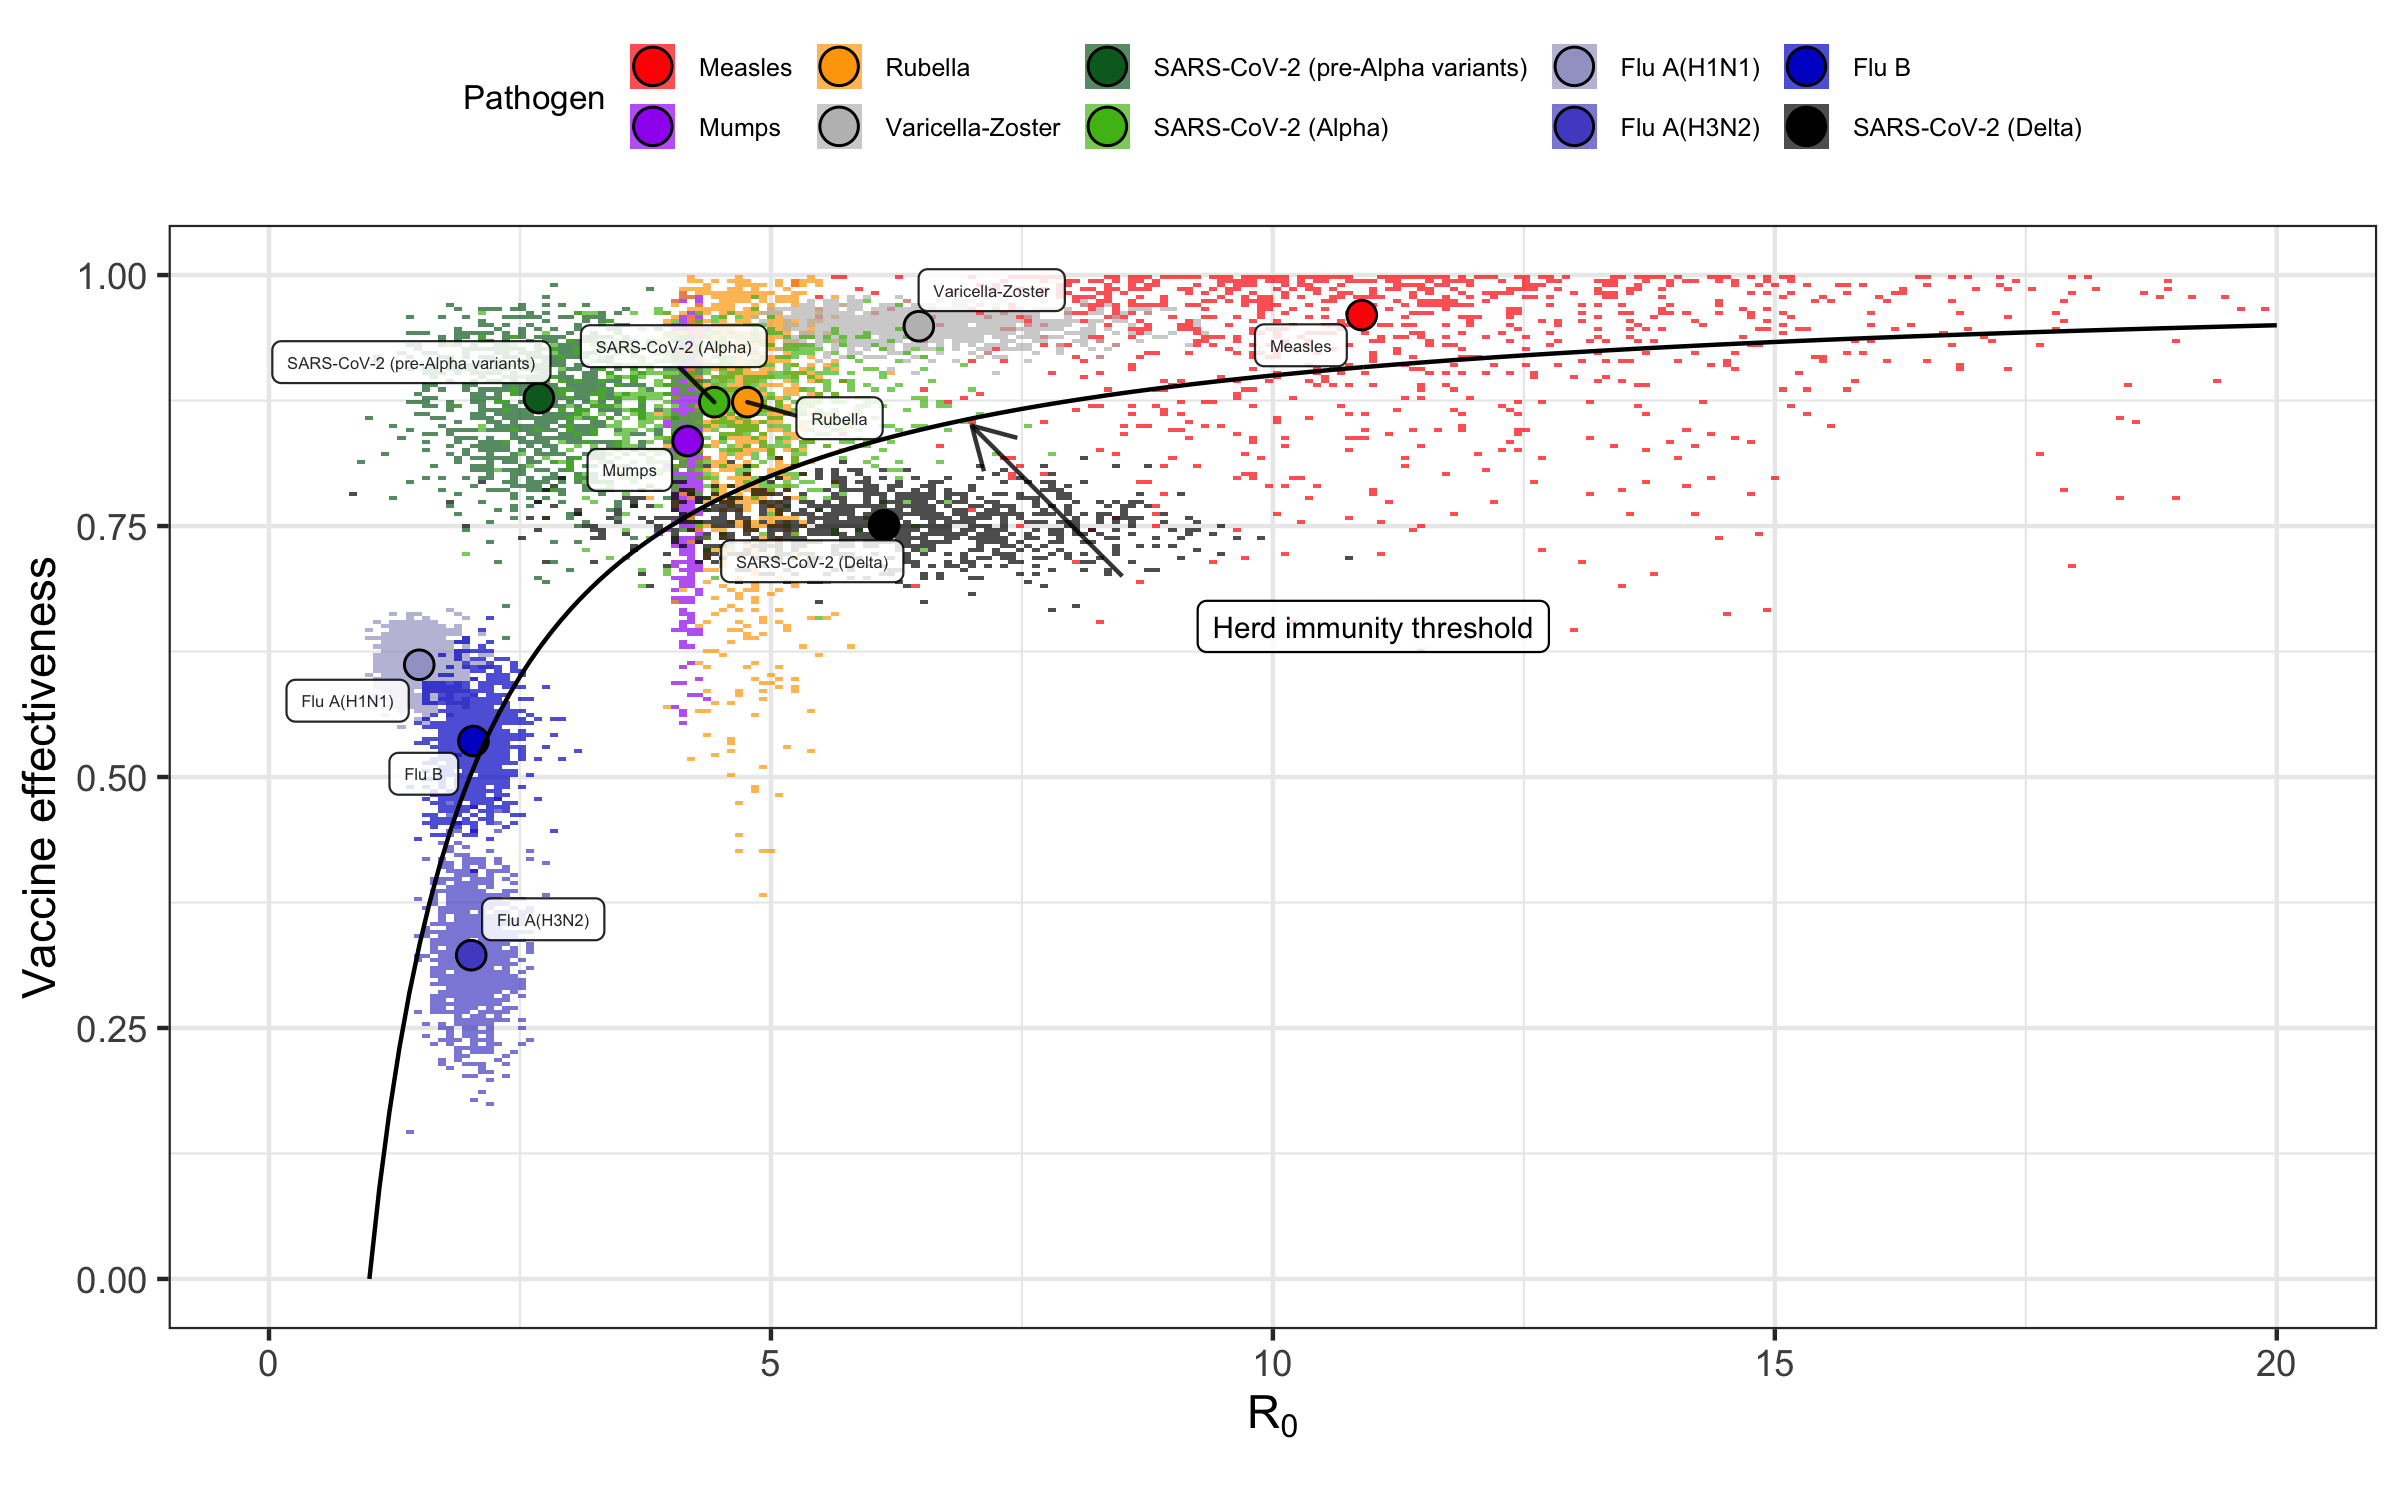 Pathogen
Measles
Rubella
SARS-CoV-2 (pre-Alpha variants)
Flu A(H1N1)
Flu B
Mumps
Varicella-Zoster
SARS-CoV-2 (Alpha)
Flu A(H3N2)
SARS-CoV-2 (Delta)
Vaccine effectiveness
1.00
0.75
0.50
0.25
0.00
Varicella-Zoster
SARS-CoV-2 (Alpha)
Measles
SARS-CoV-2 (pre-Alpha variants)
Rubella
Mumps
SARS-CoV-2 (Delta)
Herd immunity threshold
Flu A(H1N1)
Flu B
Flu A(H3N2)
0
5
10
15
20
R0